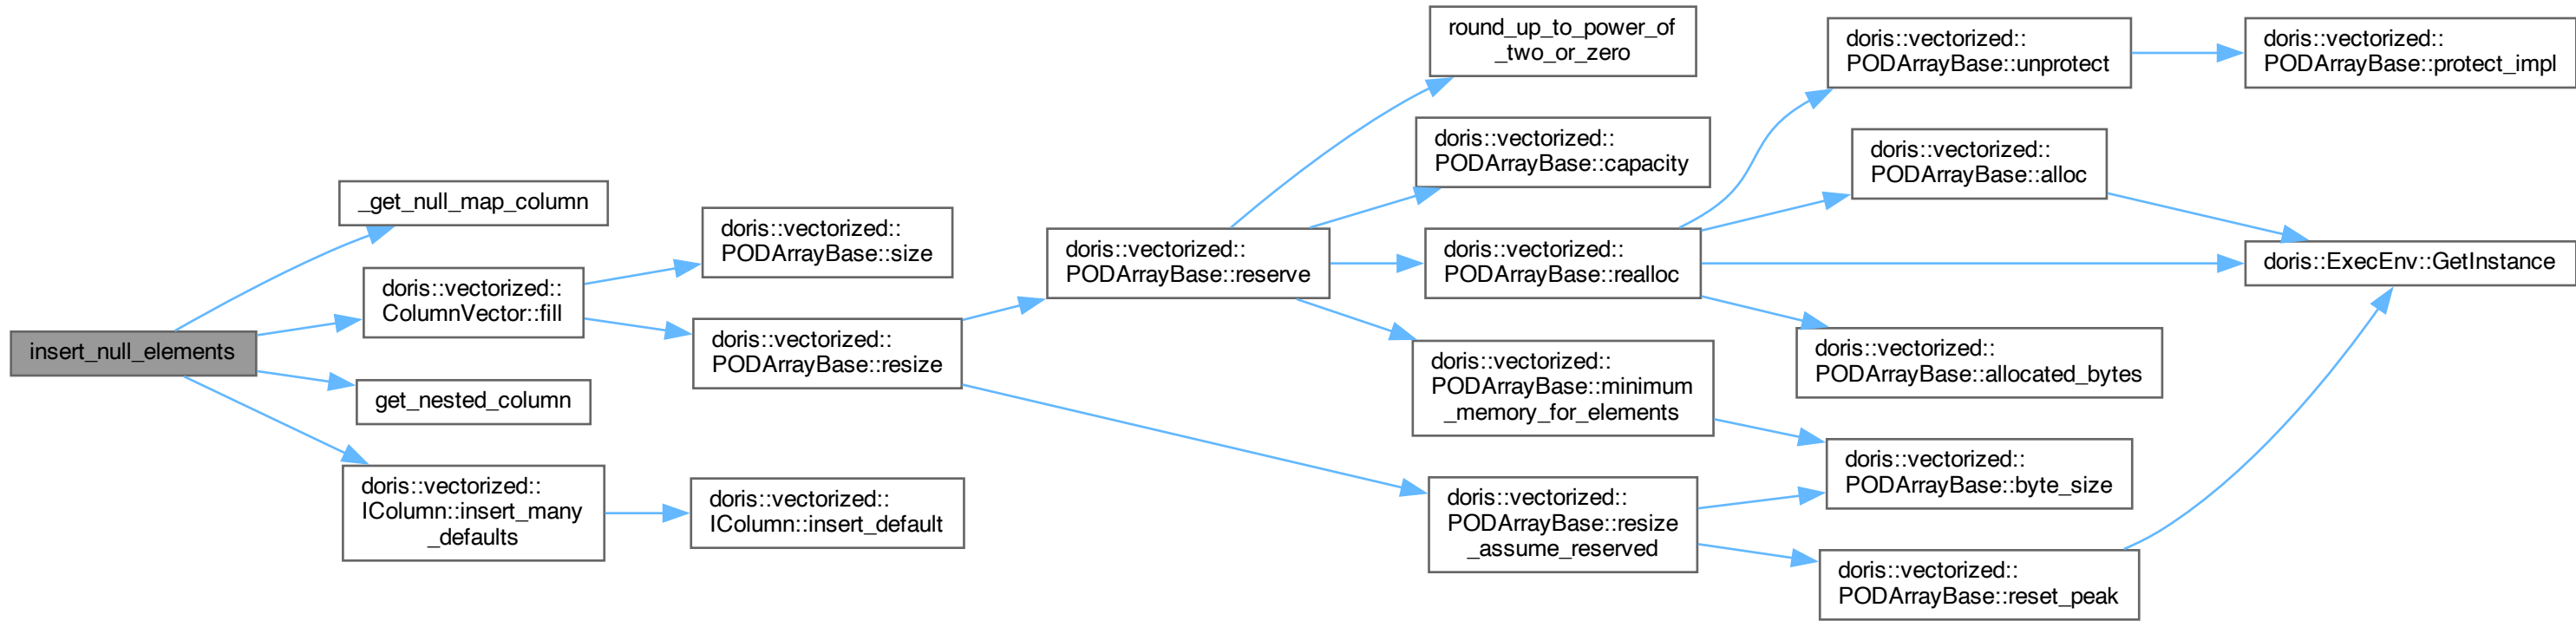 insert_null_elements
_get_null_map_column
doris::vectorized::
ColumnVector::fill
get_nested_column
doris::vectorized::
IColumn::insert_many
_defaults
doris::vectorized::
PODArrayBase::size
doris::vectorized::
PODArrayBase::resize
doris::vectorized::
IColumn::insert_default
doris::vectorized::
PODArrayBase::reserve
round_up_to_power_of
_two_or_zero
doris::vectorized::
PODArrayBase::capacity
doris::vectorized::
PODArrayBase::realloc
doris::vectorized::
PODArrayBase::minimum
_memory_for_elements
doris::vectorized::
PODArrayBase::resize
_assume_reserved
doris::vectorized::
PODArrayBase::unprotect
doris::vectorized::
PODArrayBase::alloc
doris::vectorized::
PODArrayBase::allocated_bytes
doris::vectorized::
PODArrayBase::byte_size
doris::vectorized::
PODArrayBase::reset_peak
doris::vectorized::
PODArrayBase::protect_impl
doris::ExecEnv::GetInstance